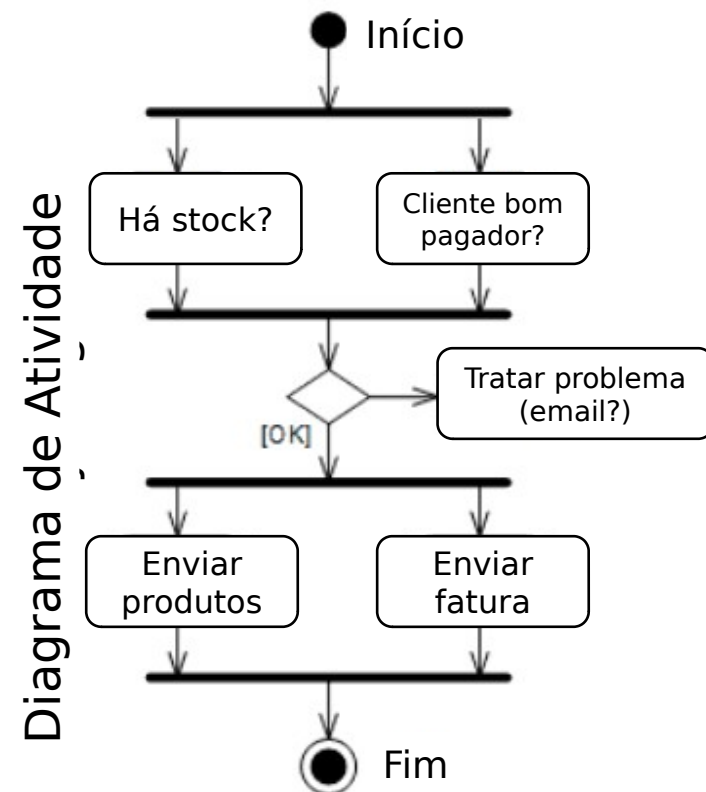 Início
Há stock?
Cliente bom
pagador?
Diagrama de Atividade
Tratar problema
(email?)
[OK]
Enviar
produtos
Enviar
fatura
Fim